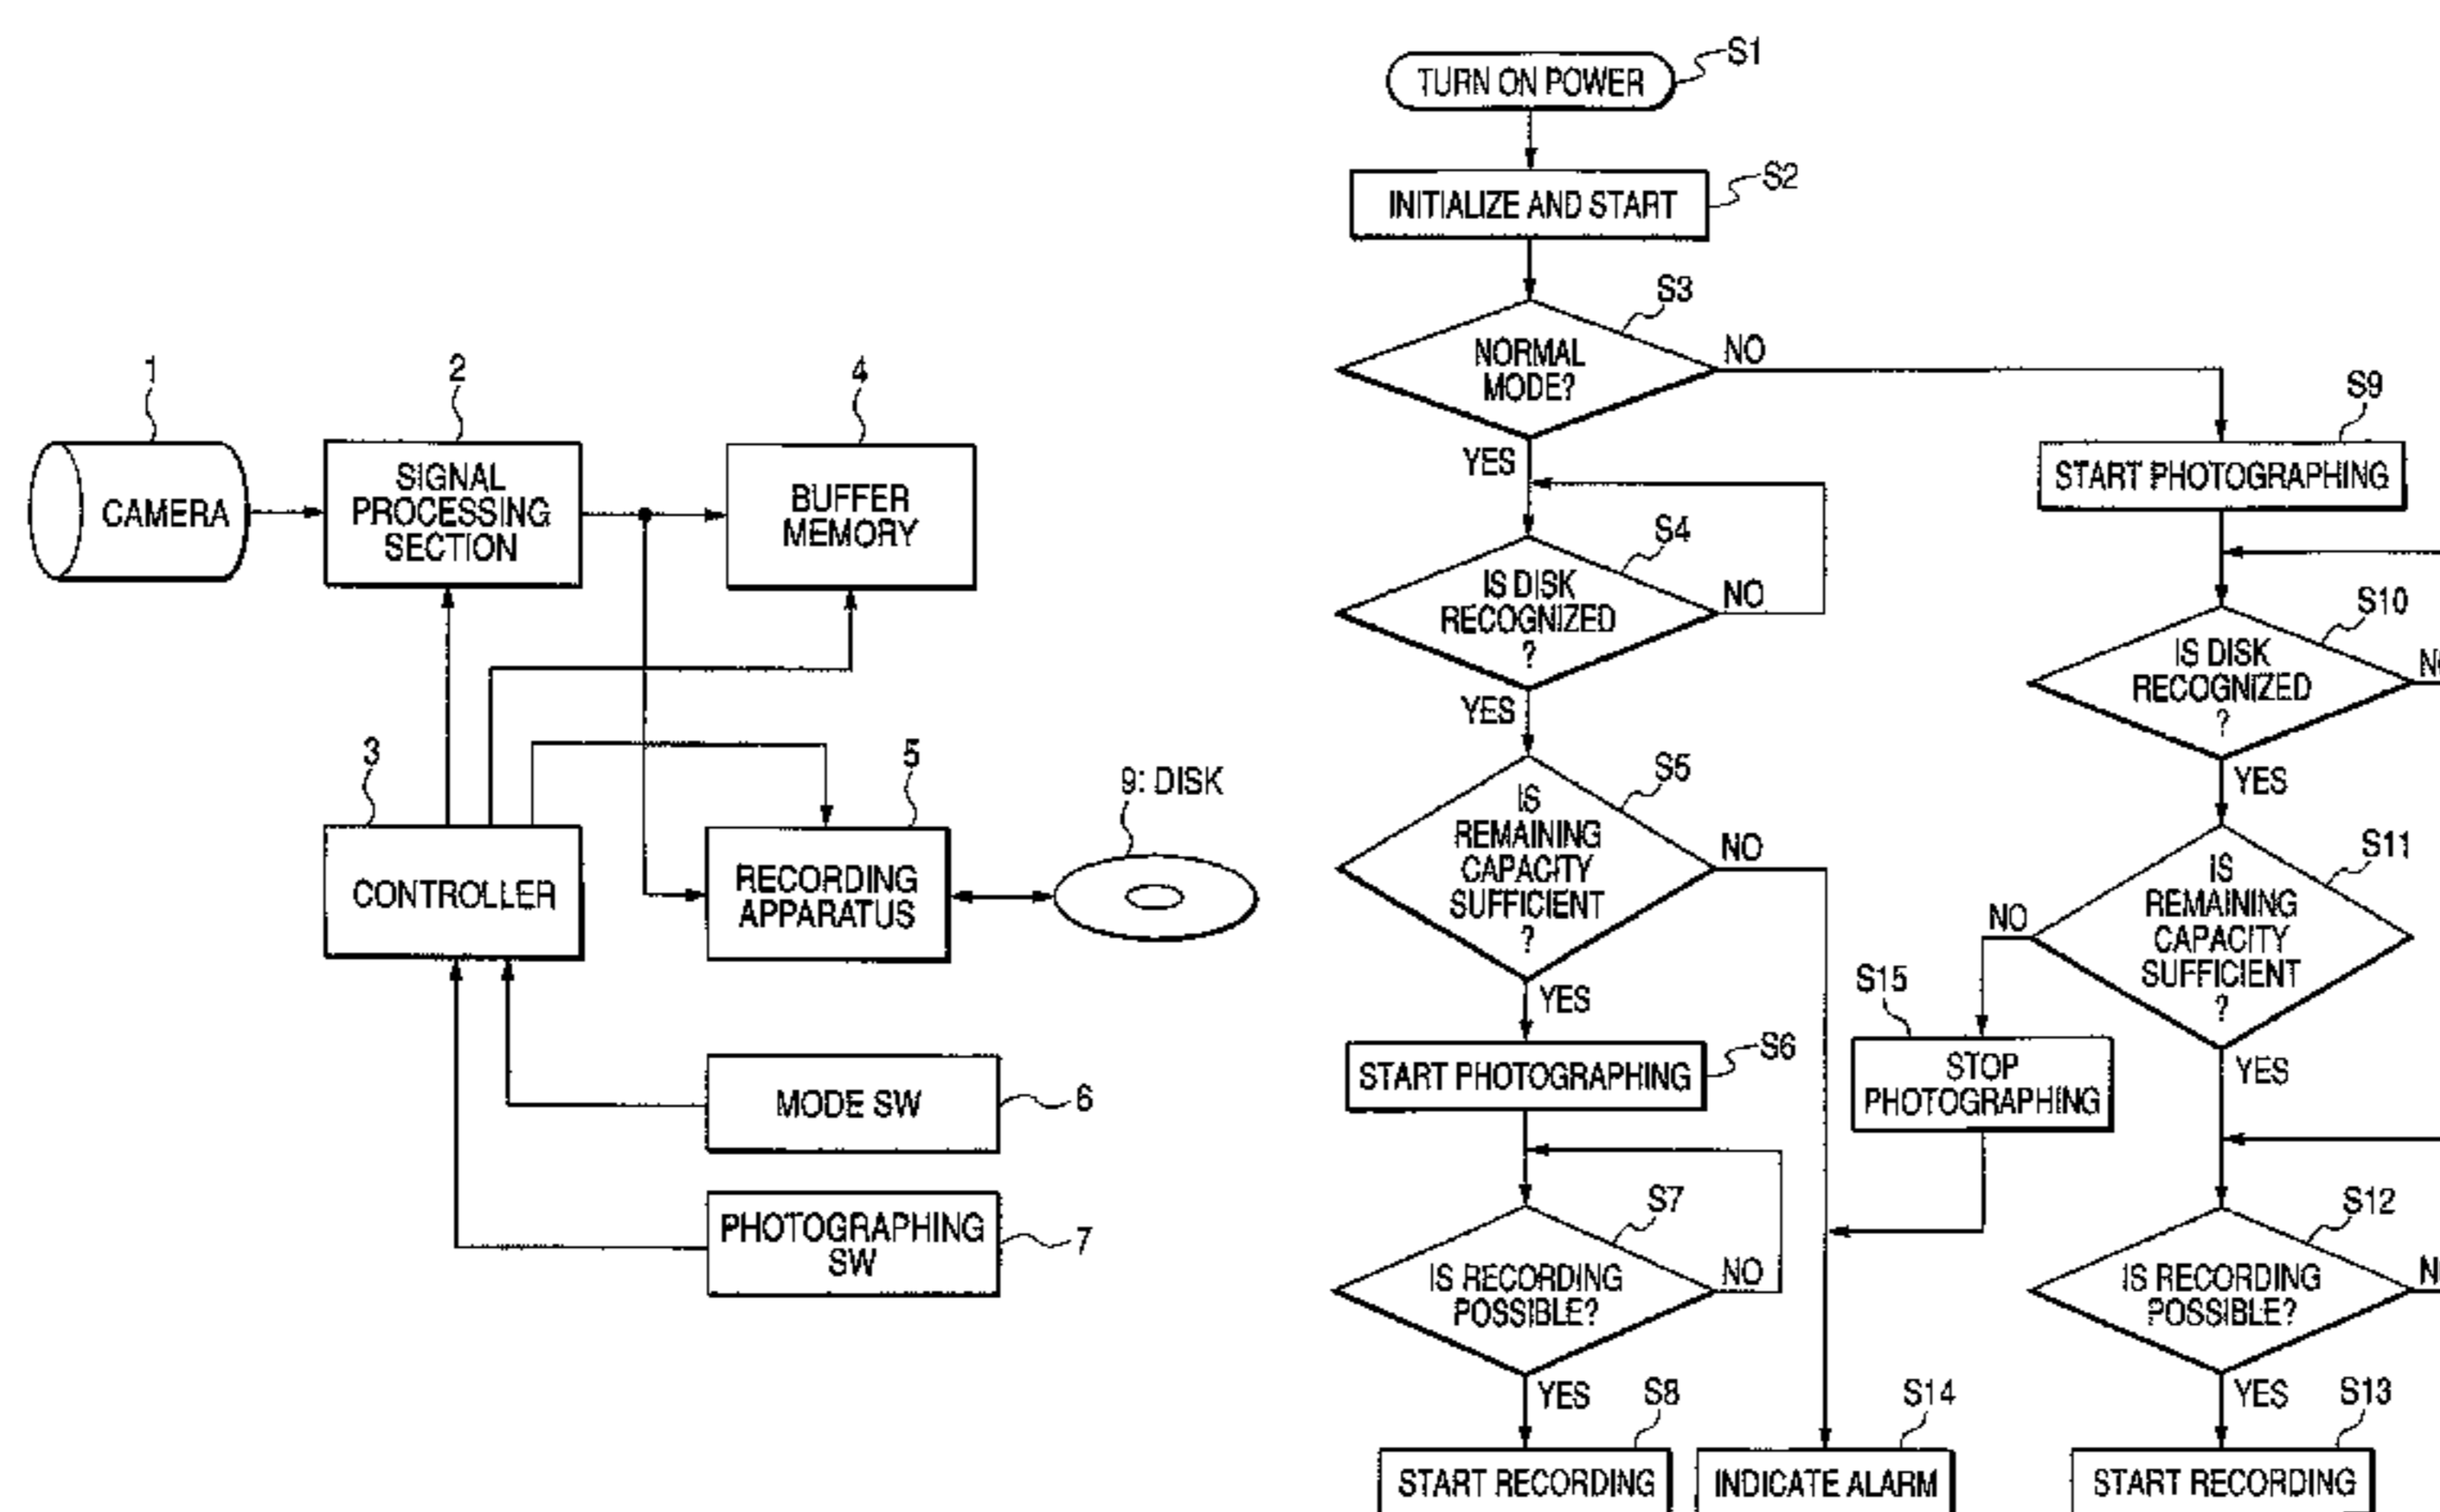 1
2
4
CAMERA
SIGNAL
PROCESSING
SECTION
BUFFER
MEMORY
3
5
9: DISK
CONTROLLER
RECORDING
APPARATUS
MODE SW
6
PHOTOGRAPHING
SW
7
TURN ON POWER
S1
INITIALIZE AND START
S2
S3
NORMAL
MODE?
NO
YES
S4
IS DISK
RECOGNIZED
?
NO
YES
S5
IS
REMAINING
CAPACITY
SUFFICIENT
?
NO
YES
START PHOTOGRAPHING
S6
S7
IS RECORDING
POSSIBLE?
NO
YES
S8
START RECORDING
S14
INDICATE ALARM
S9
START PHOTOGRAPHING
S10
IS DISK
RECOGNIZED
?
YES
S11
IS
REMAINING
CAPACITY
SUFFICIENT
?
NO
YES
S15
STOP
PHOTOGRAPHING
S12
IS RECORDING
POSSIBLE?
YES
S13
START RECORDING